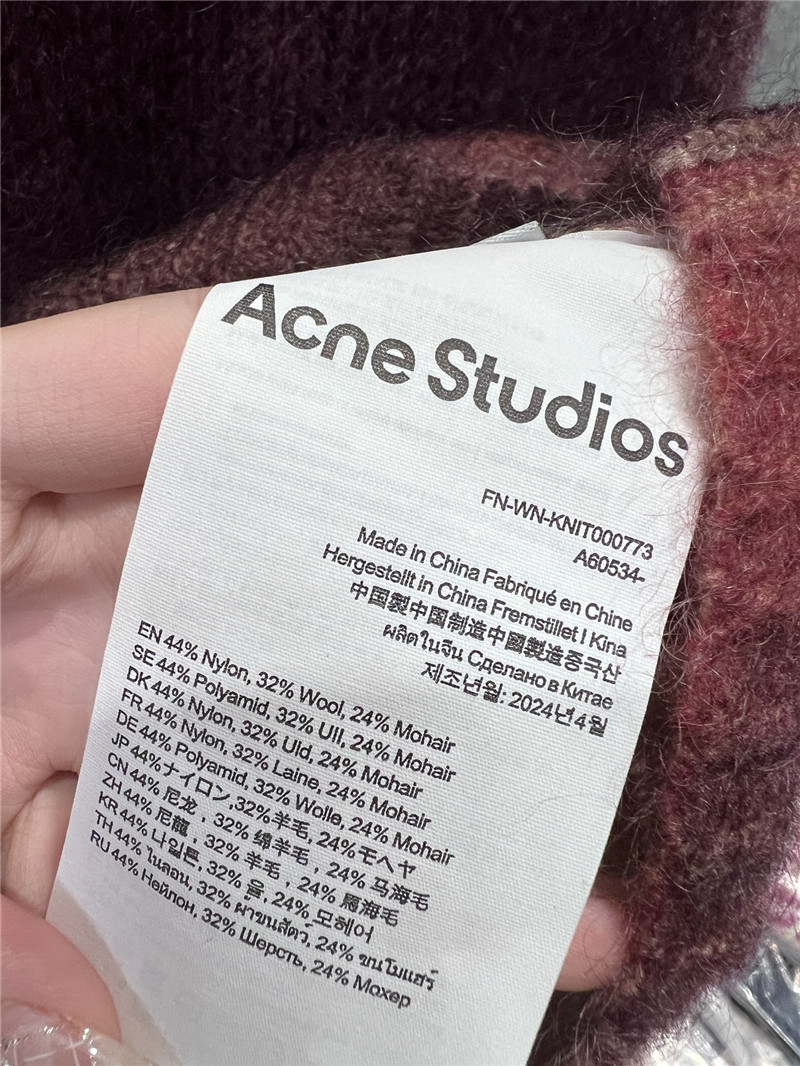 Acne Studios
FN-WN-KNIT000773
A60534-
Made in China Fabriqué en Chine
Hergestellt in China Fremstillet I Kina
中国製中国制造中國製造중국산
ผลิตในจีน Сделано в Китае
제조년월: 2024년4월
EN 44% Nylon, 32% Wool, 24% Mohair
SE 44% Polyamid, 32% Ull, 24% Mohair
DK 44% Nylon, 32% Uld, 24% Mohair
FR 44% Nylon, 32% Laine, 24% Mohair
DE 44% Polyamid, 32% Wolle, 24% Mohair
JP 44%ナイロン,32%羊毛, 24%モヘヤ
CN 44% 尼龙，32% 绵羊毛，24% 马海毛
ZH 44% 尼龍，32% 羊毛，24% 馬海毛
KR 44% 나일론, 32% 울, 24% 모헤어
TH 44% ไนลอน, 32% ผ้าขนสัตว์, 24% ขนโมแฮร์
RU 44% Нейлон, 32% Шерсть, 24% Мохер